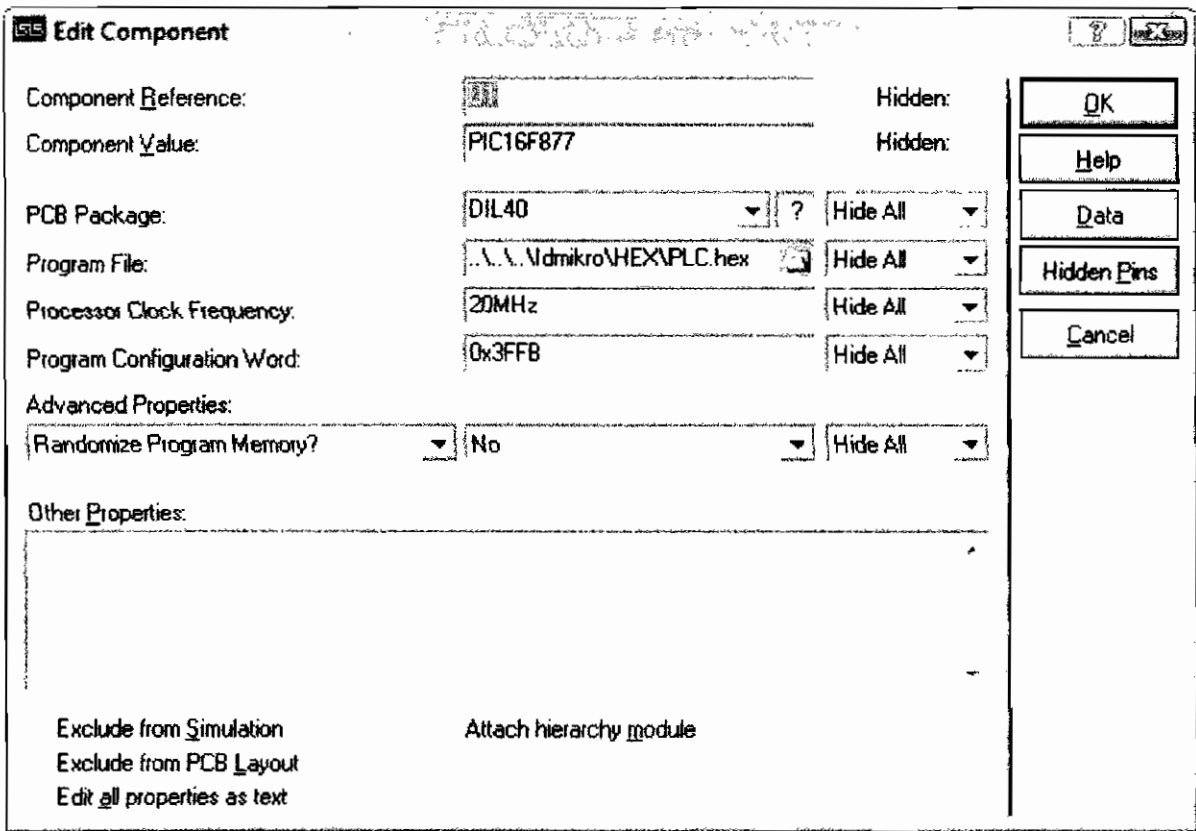 Edit Component ?
Component Reference: Hidden: OK
Component Value: PIC16F877 Hidden: Help
PCB Package: DIL40 ? Hide All Data
Program File: ..\..\..\ldmikro\HEX\PLC.hex Hide All Hidden Pins
Processor Clock Frequency: 20MHz Hide All
Program Configuration Word: 0x3FFB Hide All Cancel
Advanced Properties:
Randomize Program Memory? No Hide All
Other Properties:
Exclude from Simulation Attach hierarchy module
Exclude from PCB Layout
Edit all properties as text